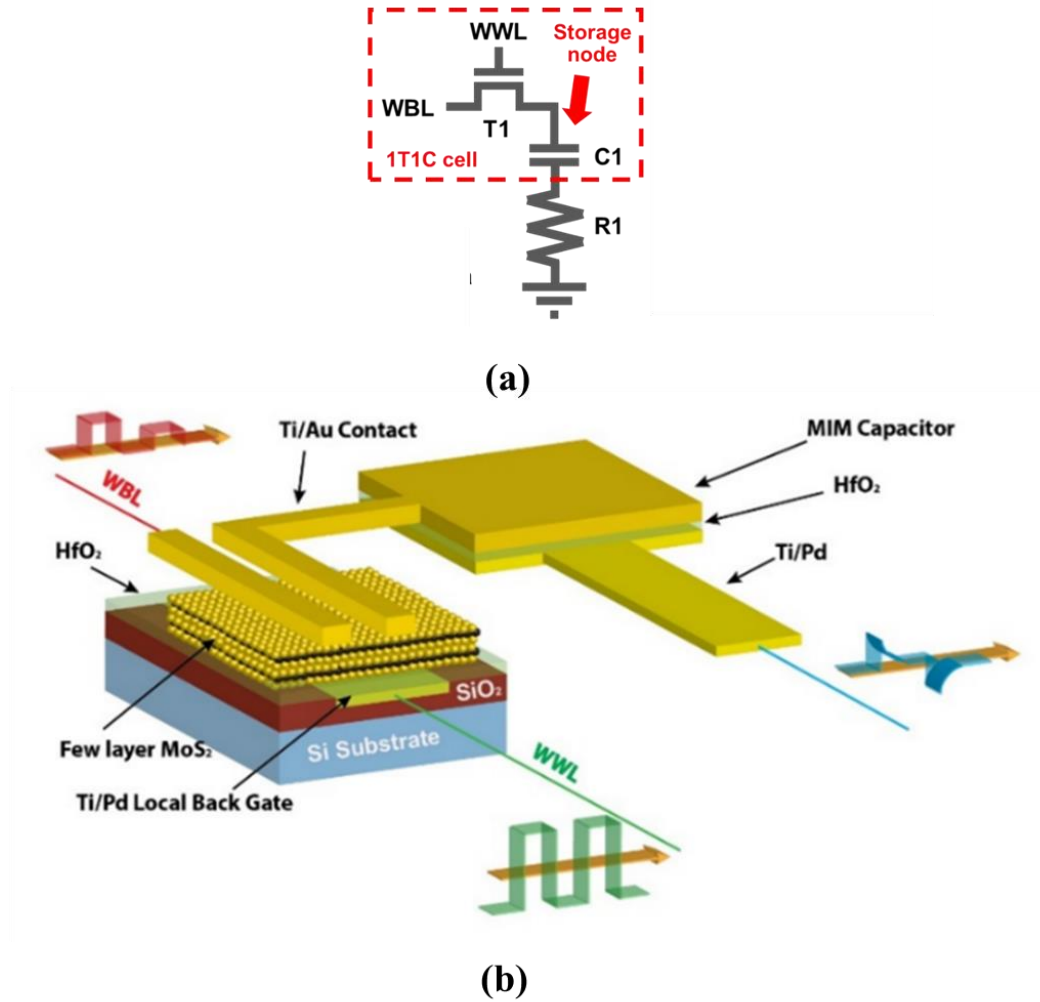 WWL
Storage
node
WBL
T1
1T1C cell
C1
R1
(a)
Ti/Au Contact
MIM Capacitor
WBL
HfO₂
HfO₂
Ti/Pd
SiO₂
Few layer MoS₂
Si Substrate
WWL
Ti/Pd Local Back Gate
(b)